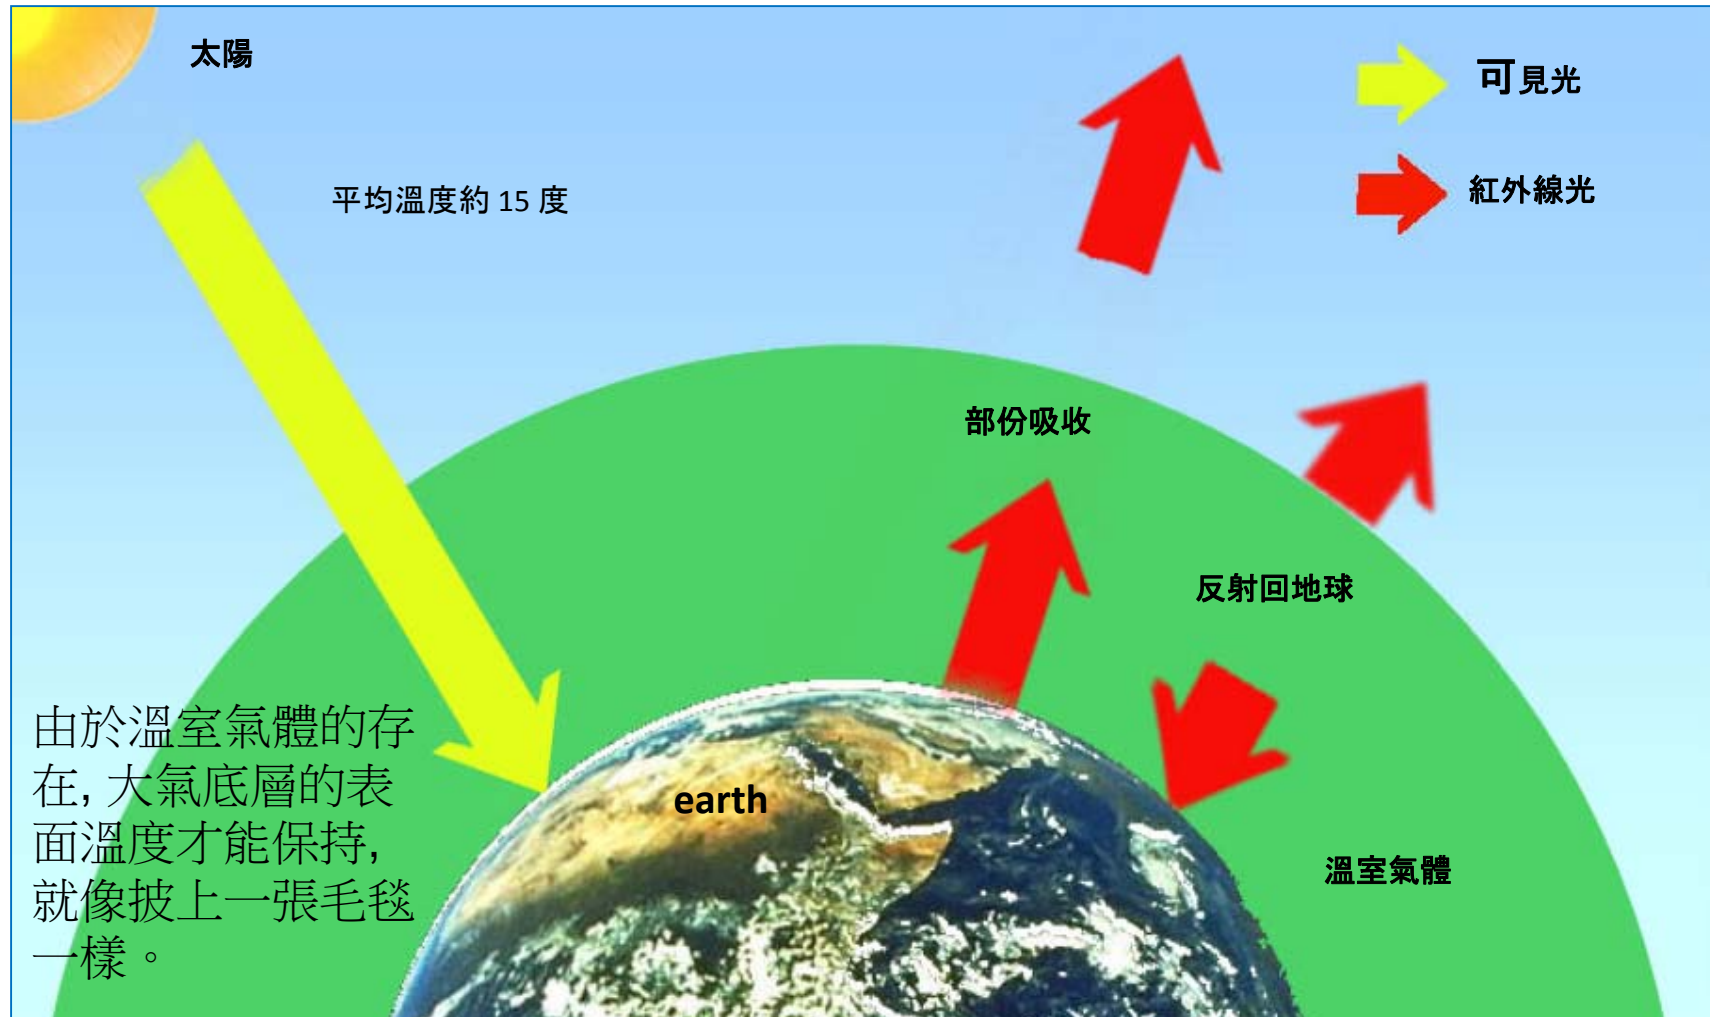 太陽
可見光
平均溫度約 15 度
紅外線光
部份吸收
反射回地球
由於溫室氣體的存
在, 大氣底層的表
面溫度才能保持,
就像披上一張毛毯
一樣。
earth
溫室氣體